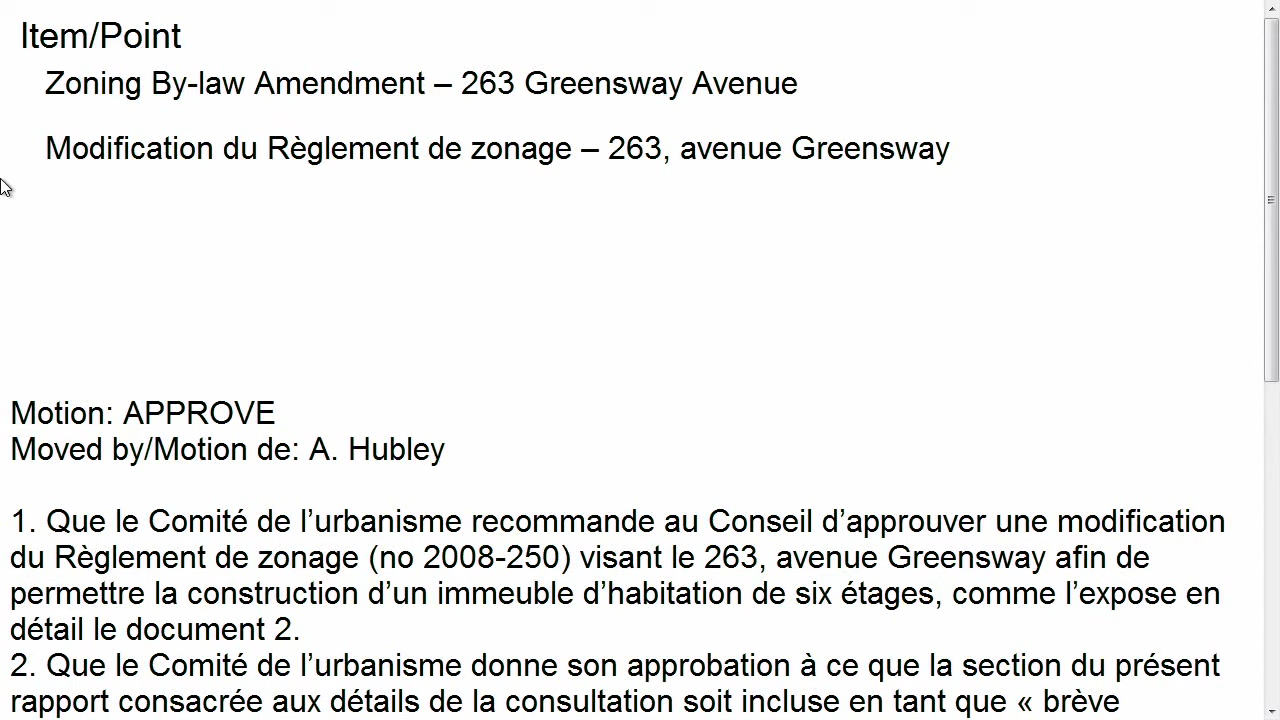 Item/Point
Zoning By-law Amendment – 263 Greensway Avenue
Modification du Règlement de zonage – 263, avenue Greensway
Motion: APPROVE
Moved by/Motion de: A. Hubley
1. Que le Comité de l’urbanisme recommande au Conseil d’approuver une modification
du Règlement de zonage (no 2008-250) visant le 263, avenue Greensway afin de
permettre la construction d’un immeuble d’habitation de six étages, comme l’expose en
détail le document 2.
2. Que le Comité de l’urbanisme donne son approbation à ce que la section du présent
rapport consacrée aux détails de la consultation soit incluse en tant que « brève